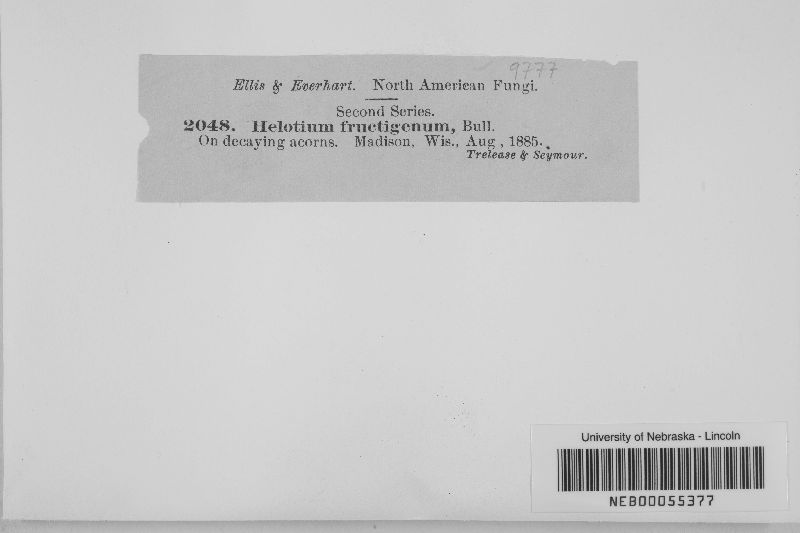 9777
Ellis & Everhart. North American Fungi.
Second Series.
2048. Helotium fructigenum, Bull.
On decaying acorns. Madison, Wis., Aug, 1885.
Trelease & Seymour.
University of Nebraska - Lincoln
NEB00055377